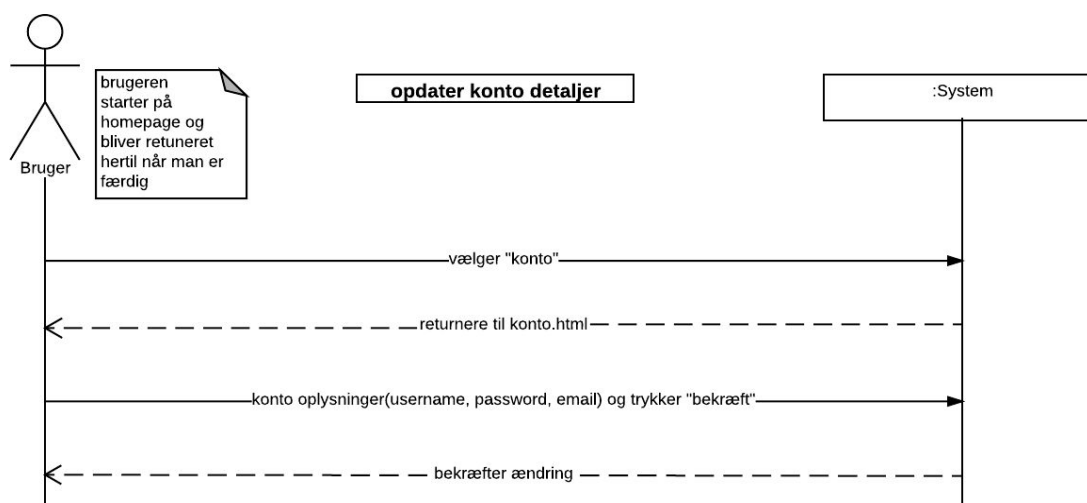 brugeren
starter på
homepage og
bliver retuneret
hertil når man er
færdig
opdater konto detaljer
:System
Bruger
vælger "konto"
returnere til konto.html
konto oplysninger(username, password, email) og trykker "bekræft"
bekræfter ændring